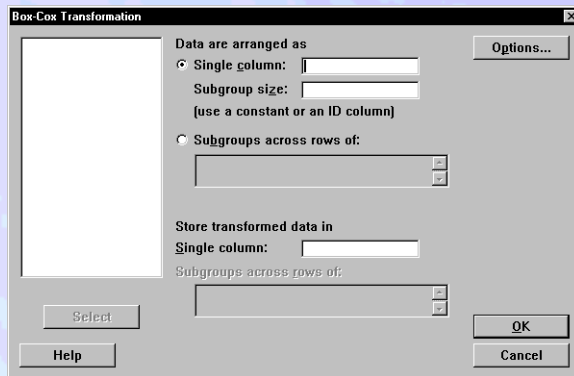 Box-Cox Transformation
Data are arranged as
Options...
Single column:
Subgroup size:
(use a constant or an ID column)
Subgroups across rows of:
Store transformed data in
Single column:
Subgroups across rows of:
Select
OK
Help
Cancel